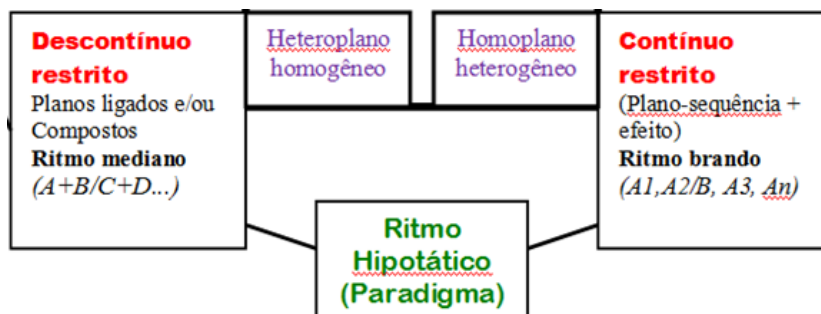 Descontínuo
restrito
Planos ligados e/ou
Compostos
Ritmo mediano
(A+B/C+D...)
Heteroplano
homogêneo
Homoplano
heterogêneo
Contínuo
restrito
(Plano-sequência +
efeito)
Ritmo brando
(A1,A2/B, A3, An)
Ritmo
Hipotático
(Paradigma)